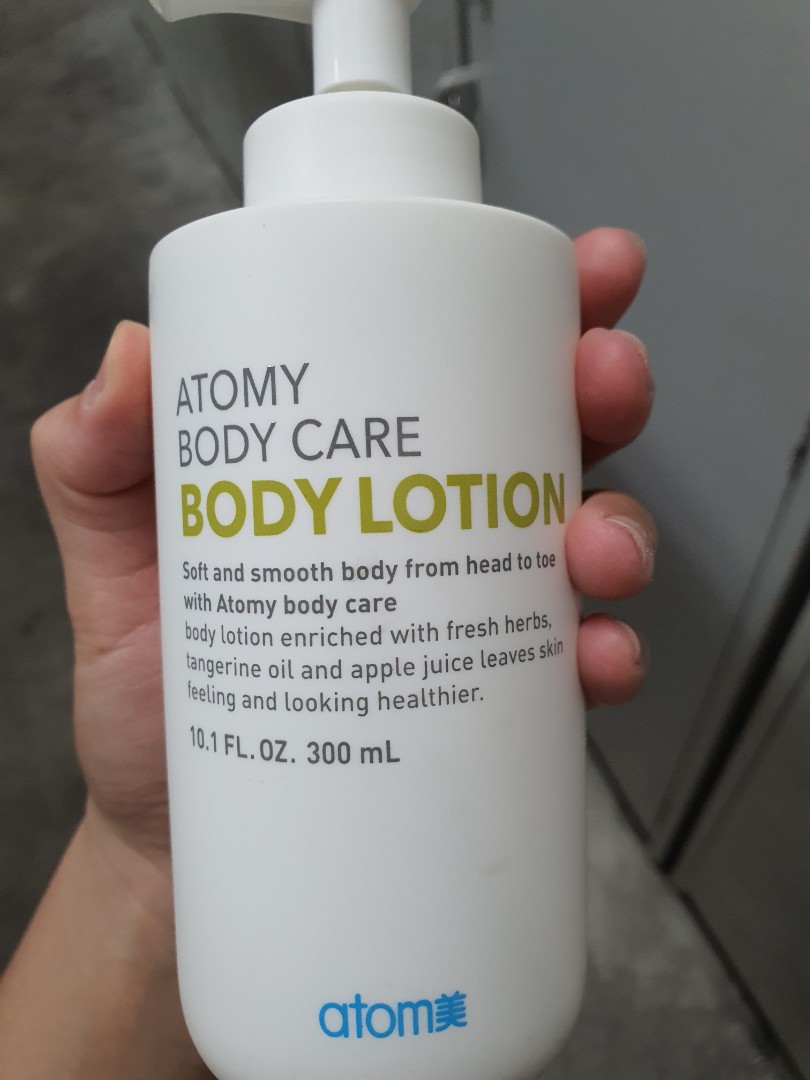 ATOMY
BODY CARE
BODY LOTION
Soft and smooth body from head to toe
with Atomy body care
body lotion enriched with fresh herbs,
tangerine oil and apple juice leaves skin
feeling and looking healthier.
10.1 FL. OZ. 300 mL
atom美